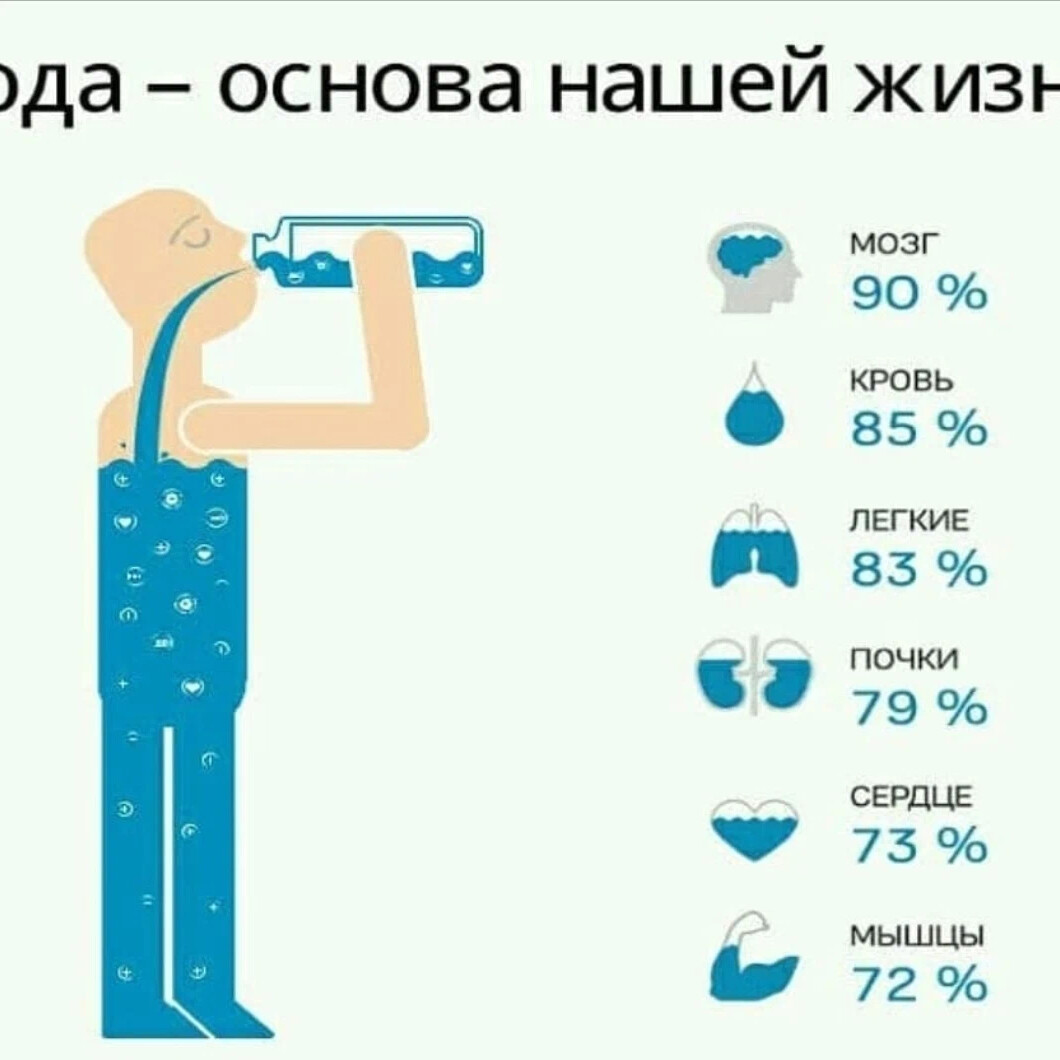 ода – основа нашей жизн
МОЗГ
90 %
КРОВЬ
85 %
ЛЕГКИЕ
83 %
ПОЧКИ
79 %
СЕРДЦЕ
73 %
МЫШЦЫ
72 %